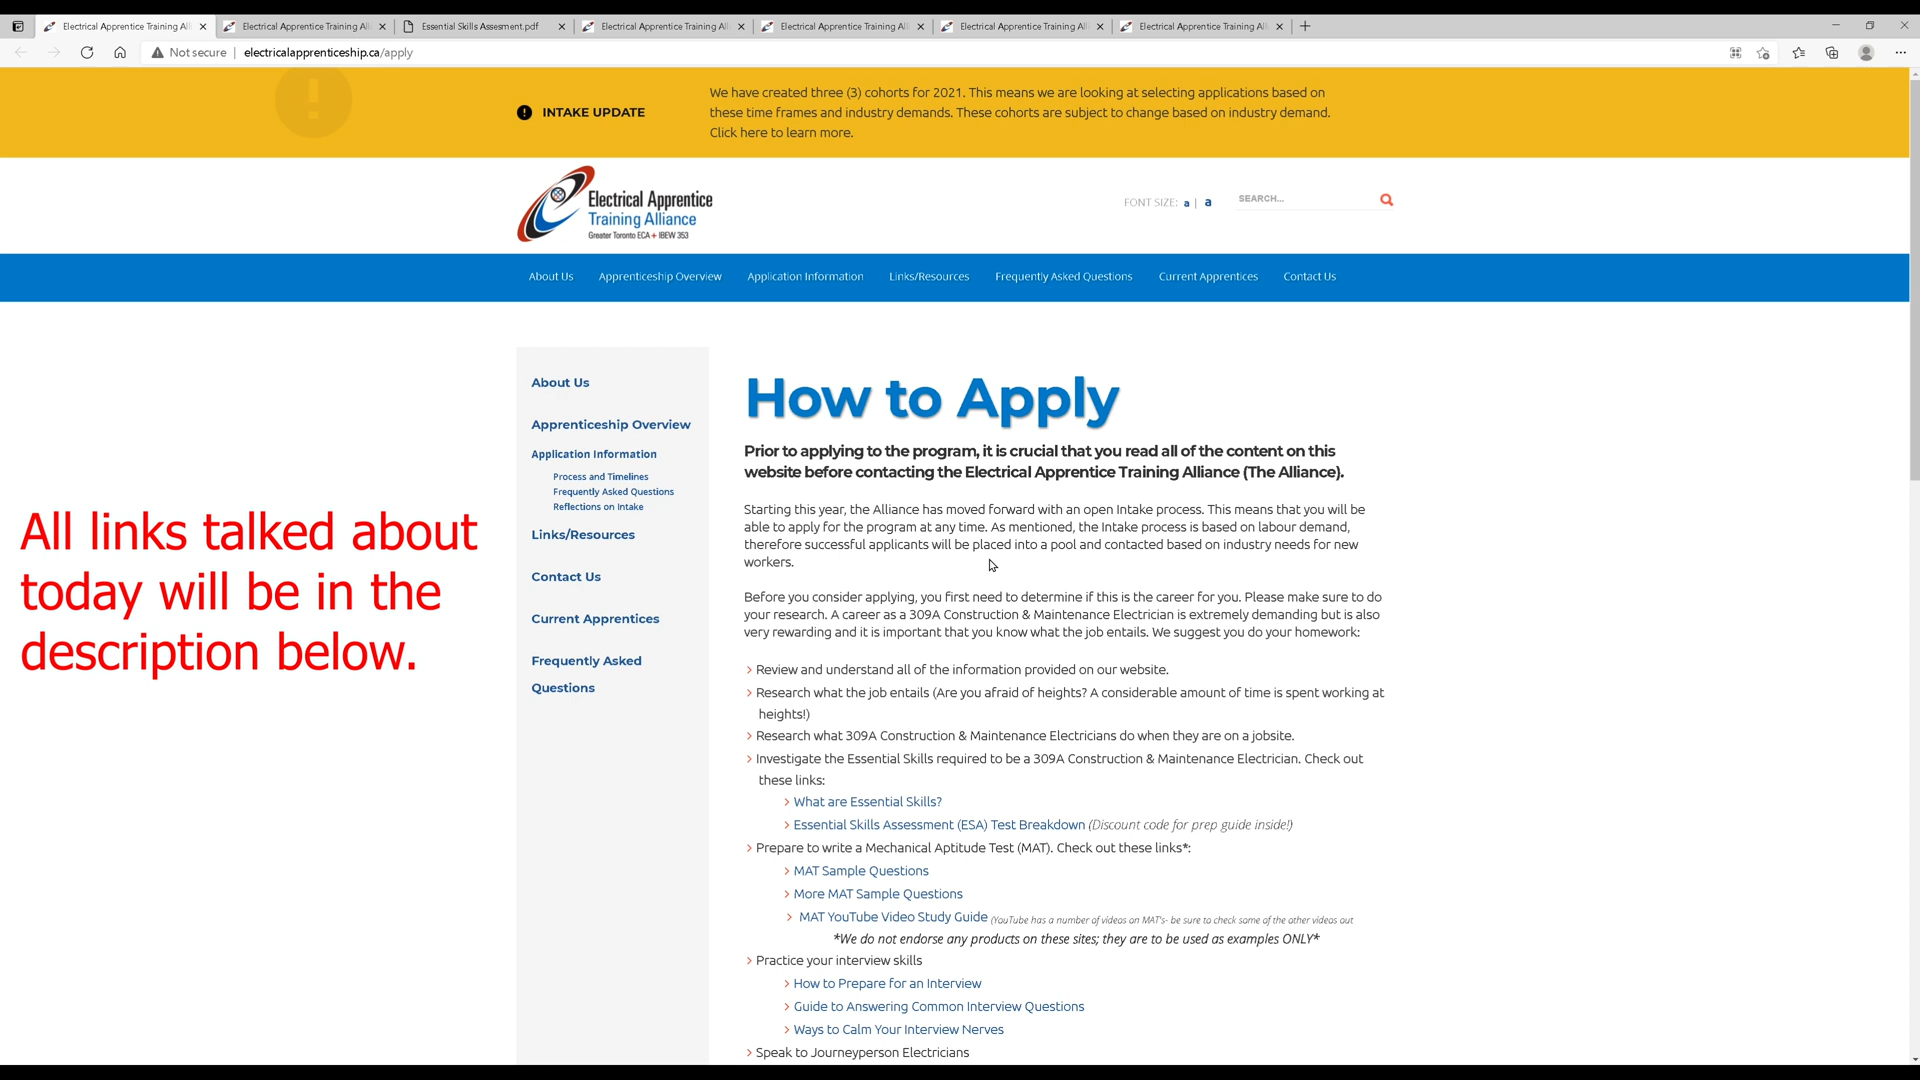 Electrical Apprentice Training Al
Electrical Apprentice Training Al
Essential Skills Assesment.pdf
Electrical Apprentice Training Al
Electrical Apprentice Training Al
Electrical Apprentice Training Al
Electrical Apprentice Training Al
Not secure | electricalapprenticeship.ca/apply
INTAKE UPDATE
We have created three (3) cohorts for 2021. This means we are looking at selecting applications based on
these time frames and industry demands. These cohorts are subject to change based on industry demand.
Click here to learn more.
Electrical Apprentice
Training Alliance
Greater Toronto ECA + IBEW 353
FONT SIZE: a | a
SEARCH...
About Us
Apprenticeship Overview
Application Information
Links/Resources
Frequently Asked Questions
Current Apprentices
Contact Us
All links talked about
today will be in the
description below.
About Us
Apprenticeship Overview
Application Information
Process and Timelines
Frequently Asked Questions
Reflections on Intake
Links/Resources
Contact Us
Current Apprentices
Frequently Asked
Questions
How to Apply
Prior to applying to the program, it is crucial that you read all of the content on this
website before contacting the Electrical Apprentice Training Alliance (The Alliance).
Starting this year, the Alliance has moved forward with an open Intake process. This means that you will be
able to apply for the program at any time. As mentioned, the Intake process is based on labour demand,
therefore successful applicants will be placed into a pool and contacted based on industry needs for new
workers.
Before you consider applying, you first need to determine if this is the career for you. Please make sure to do
your research. A career as a 309A Construction & Maintenance Electrician is extremely demanding but is also
very rewarding and it is important that you know what the job entails. We suggest you do your homework:
> Review and understand all of the information provided on our website.
> Research what the job entails (Are you afraid of heights? A considerable amount of time is spent working at
heights!)
> Research what 309A Construction & Maintenance Electricians do when they are on a jobsite.
> Investigate the Essential Skills required to be a 309A Construction & Maintenance Electrician. Check out
these links:
> What are Essential Skills?
> Essential Skills Assessment (ESA) Test Breakdown (Discount code for prep guide inside!)
> Prepare to write a Mechanical Aptitude Test (MAT). Check out these links*:
> MAT Sample Questions
> More MAT Sample Questions
> MAT YouTube Video Study Guide (YouTube has a number of videos on MAT's- be sure to check some of the other videos out
*We do not endorse any products on these sites; they are to be used as examples ONLY*
> Practice your interview skills
> How to Prepare for an Interview
> Guide to Answering Common Interview Questions
> Ways to Calm Your Interview Nerves
> Speak to Journeyperson Electricians